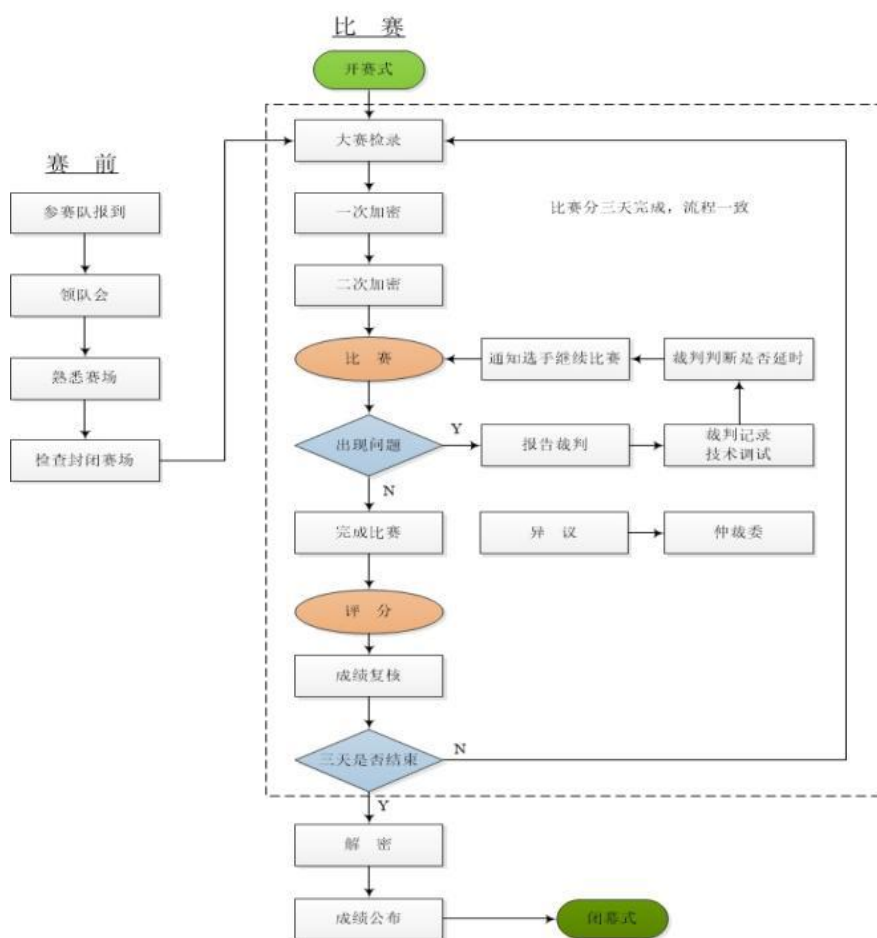 比 赛
开赛式
大赛检录
赛 前
参赛队报到
一次加密
比赛分三天完成，流程一致
领队会
二次加密
熟悉赛场
比 赛
通知选手继续比赛
裁判判断是否延时
检查封闭赛场
出现问题
Y
报告裁判
裁判记录
技术调试
N
完成比赛
异 议
仲裁委
评 分
成绩复核
三天是否结束
N
Y
解 密
成绩公布
闭幕式